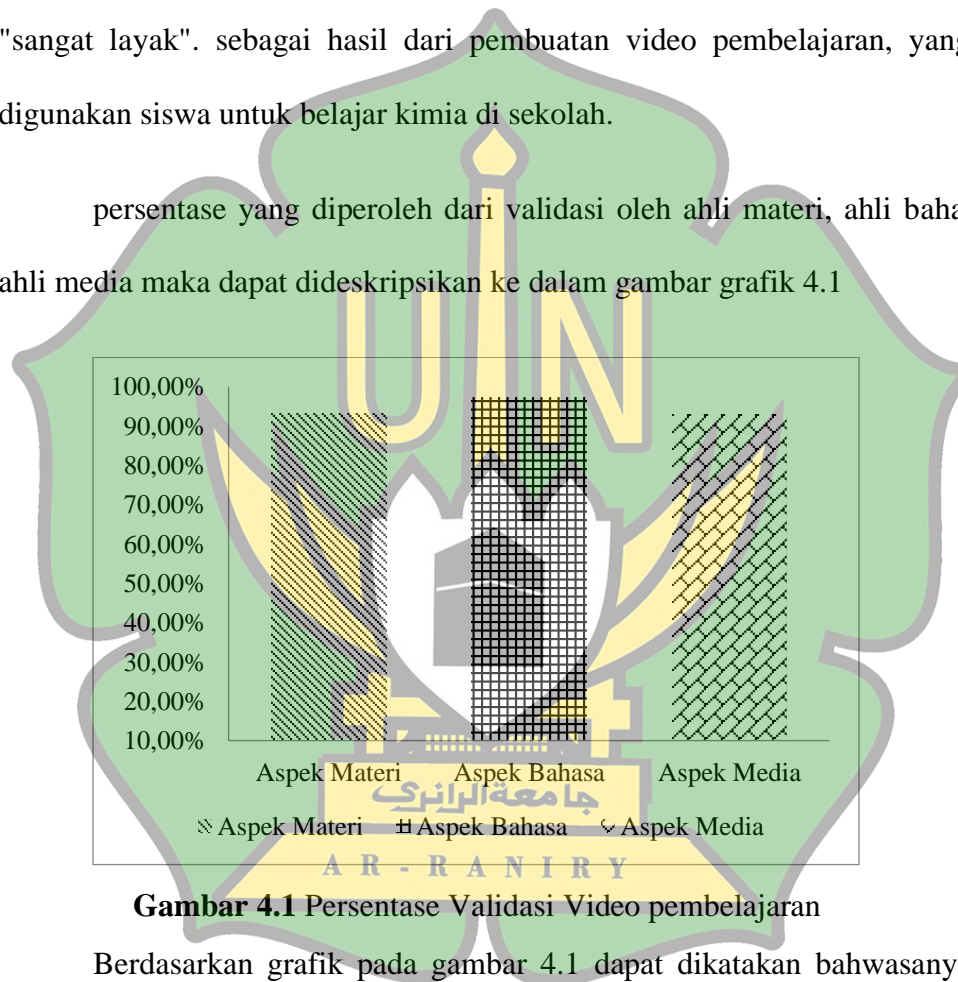 "sangat layak". sebagai hasil dari pembuatan video pembelajaran, yang
digunakan siswa untuk belajar kimia di sekolah.
persentase yang diperoleh dari validasi oleh ahli materi, ahli baha
ahli media maka dapat dideskripsikan ke dalam gambar grafik 4.1
UIN
100,00%
90,00%
80,00%
70,00%
60,00%
50,00%
40,00%
30,00%
20,00%
10,00%
Aspek Materi Aspek Bahasa Aspek Media
جامعة الرانري
Aspek Materi Aspek Bahasa Aspek Media
AR-RANIRY
Gambar 4.1 Persentase Validasi Video pembelajaran
Berdasarkan grafik pada gambar 4.1 dapat dikatakan bahwasany